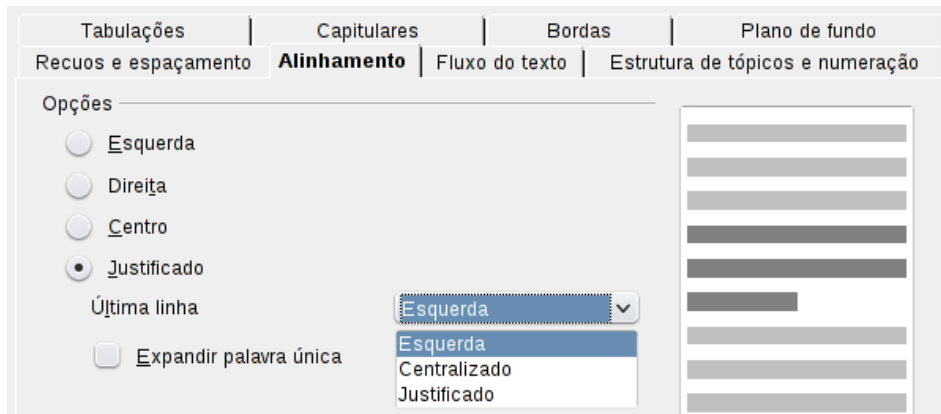 Tabulações Capitulares Bordas Plano de fundo
Recuos e espaçamento Alinhamento Fluxo do texto Estrutura de tópicos e numeração
Opções
Esquerda
Direita
Centro
Justificado
Última linha Esquerda
Esquerda
Expandir palavra única
Centralizado
Justificado